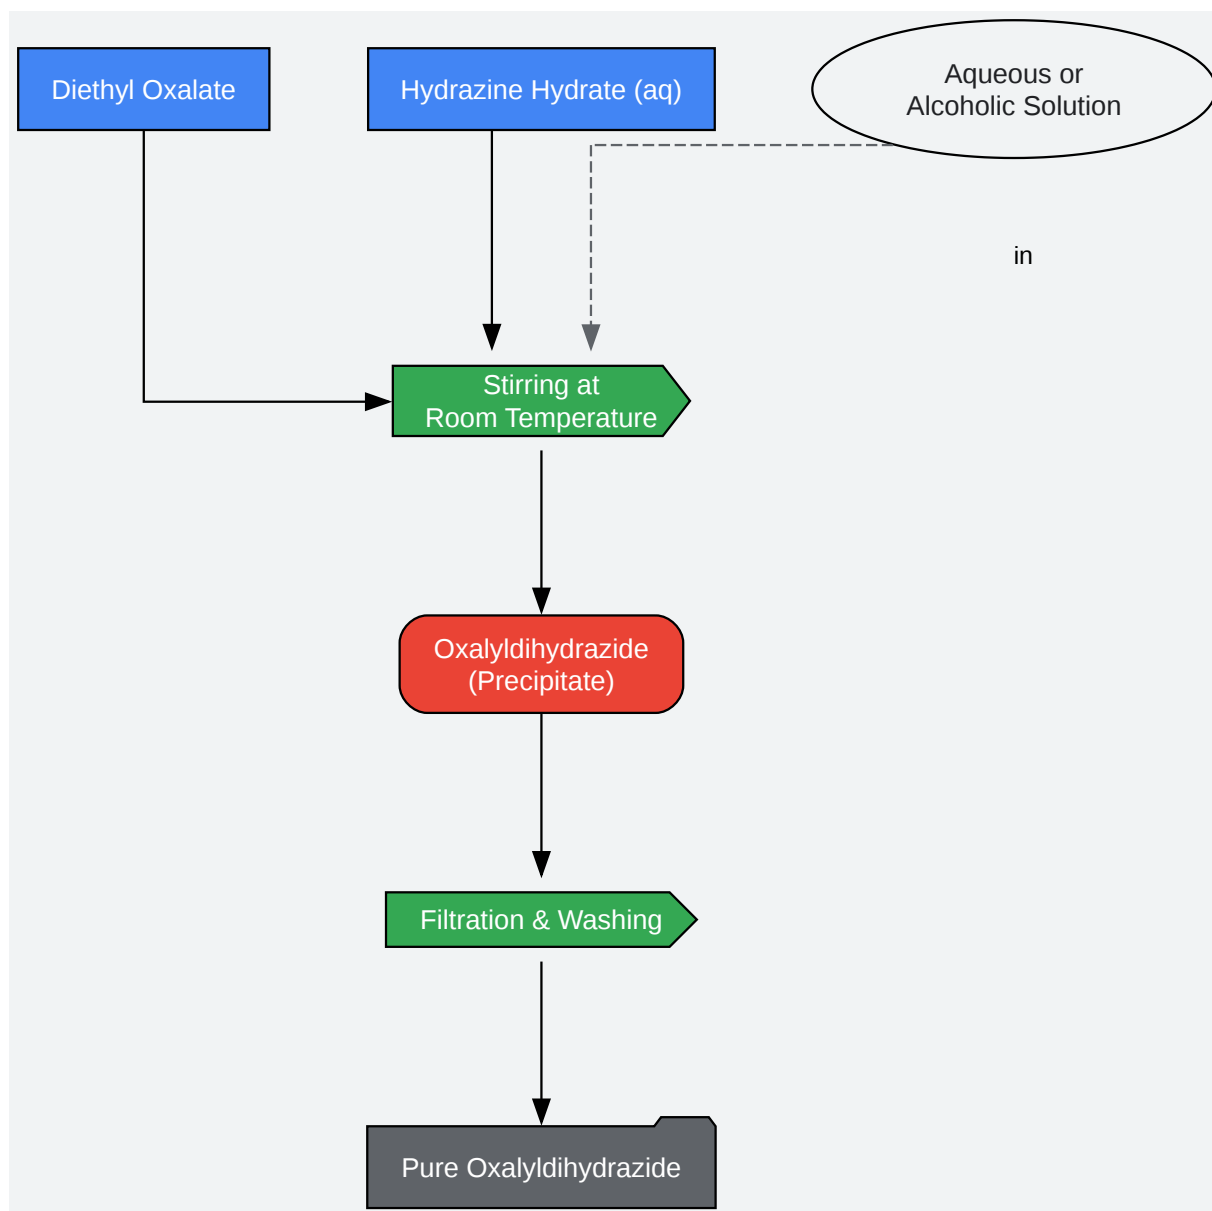 Diethyl Oxalate
Hydrazine Hydrate (aq)
Aqueous or
Alcoholic Solution
in
Stirring at
Room Temperature
Oxalyldihydrazide
(Precipitate)
Filtration & Washing
Pure Oxalyldihydrazide